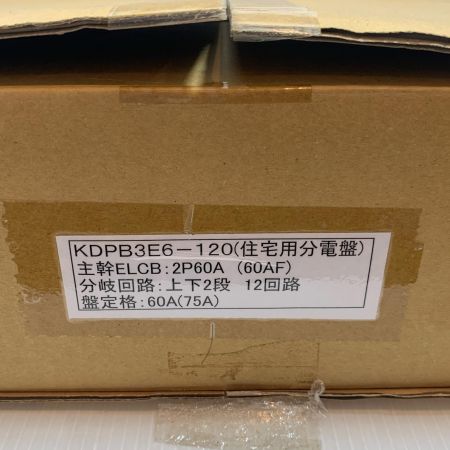 KDPB3E6－120(住宅用分電盤)
主幹ELCB：2P60A (60AF)
分岐回路：上下2段 12回路
盤定格：60A(75A)